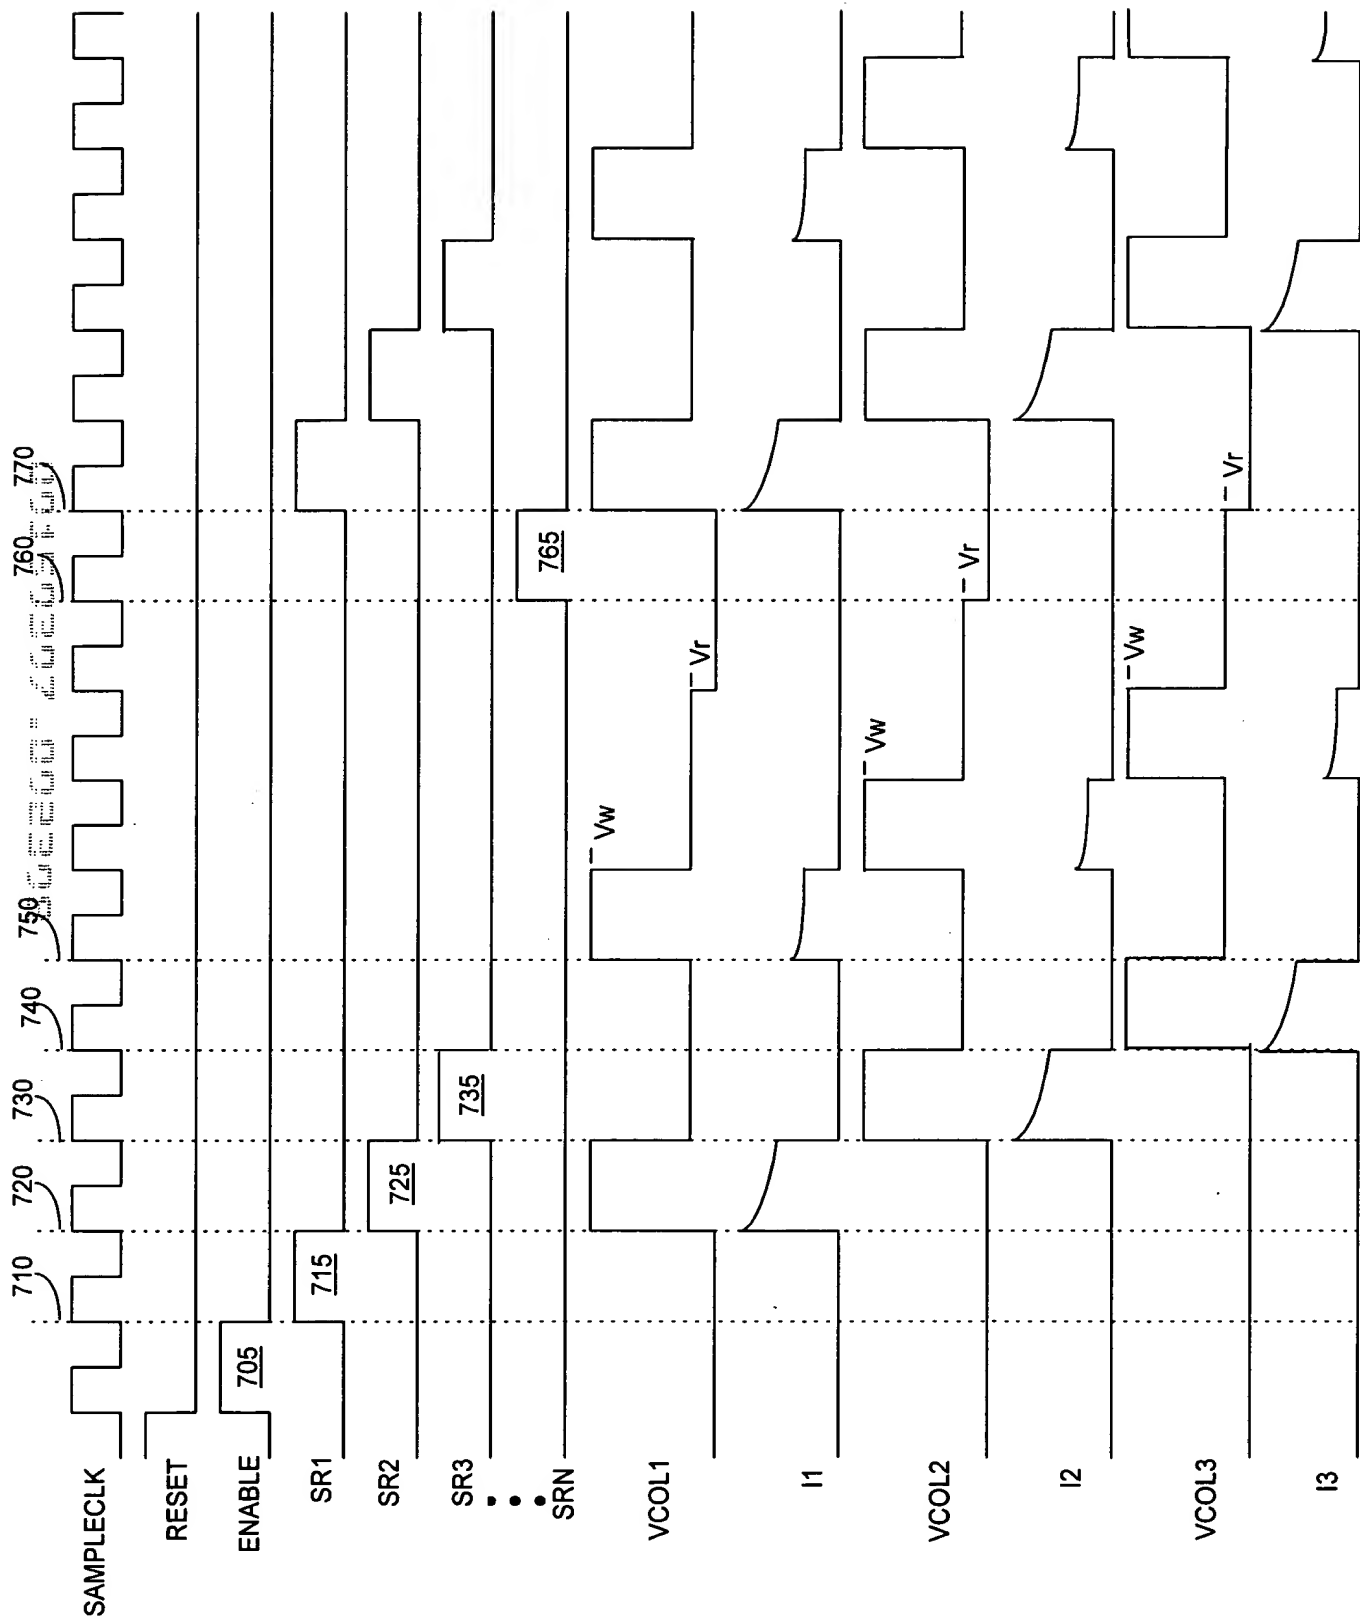 710
720
730
740
750
760
770
SAMPLECLK
RESET
ENABLE
705
SR1
715
SR2
725
SR3
735
SRN
765
VCOL1
Vw
Vr
I1
VCOL2
Vw
Vr
I2
VCOL3
Vw
Vr
I3